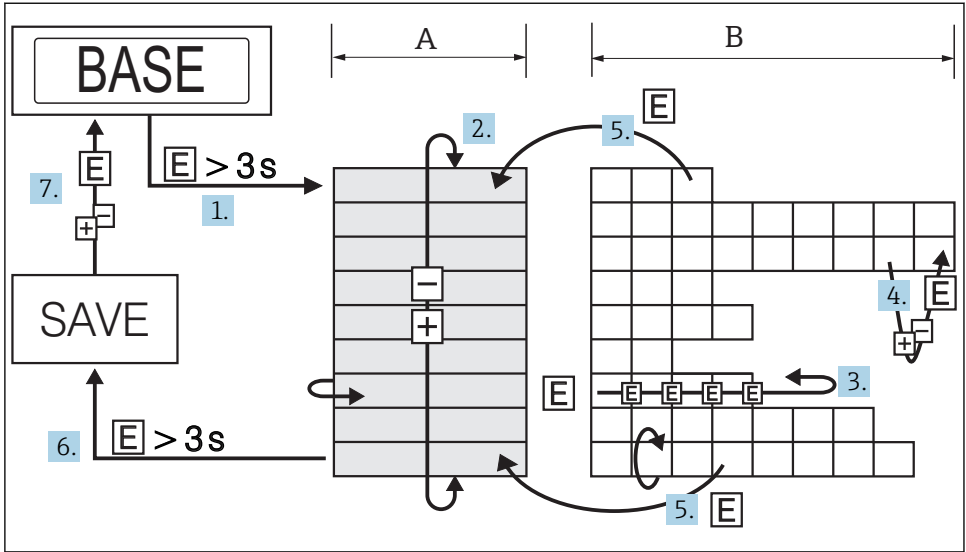 A
B
BASE
E
2.
5.
E > 3s
1.
7.
E
− +
−
+
SAVE
4.
E
+ −
E
E E E E
3.
6.
E > 3s
5.
E